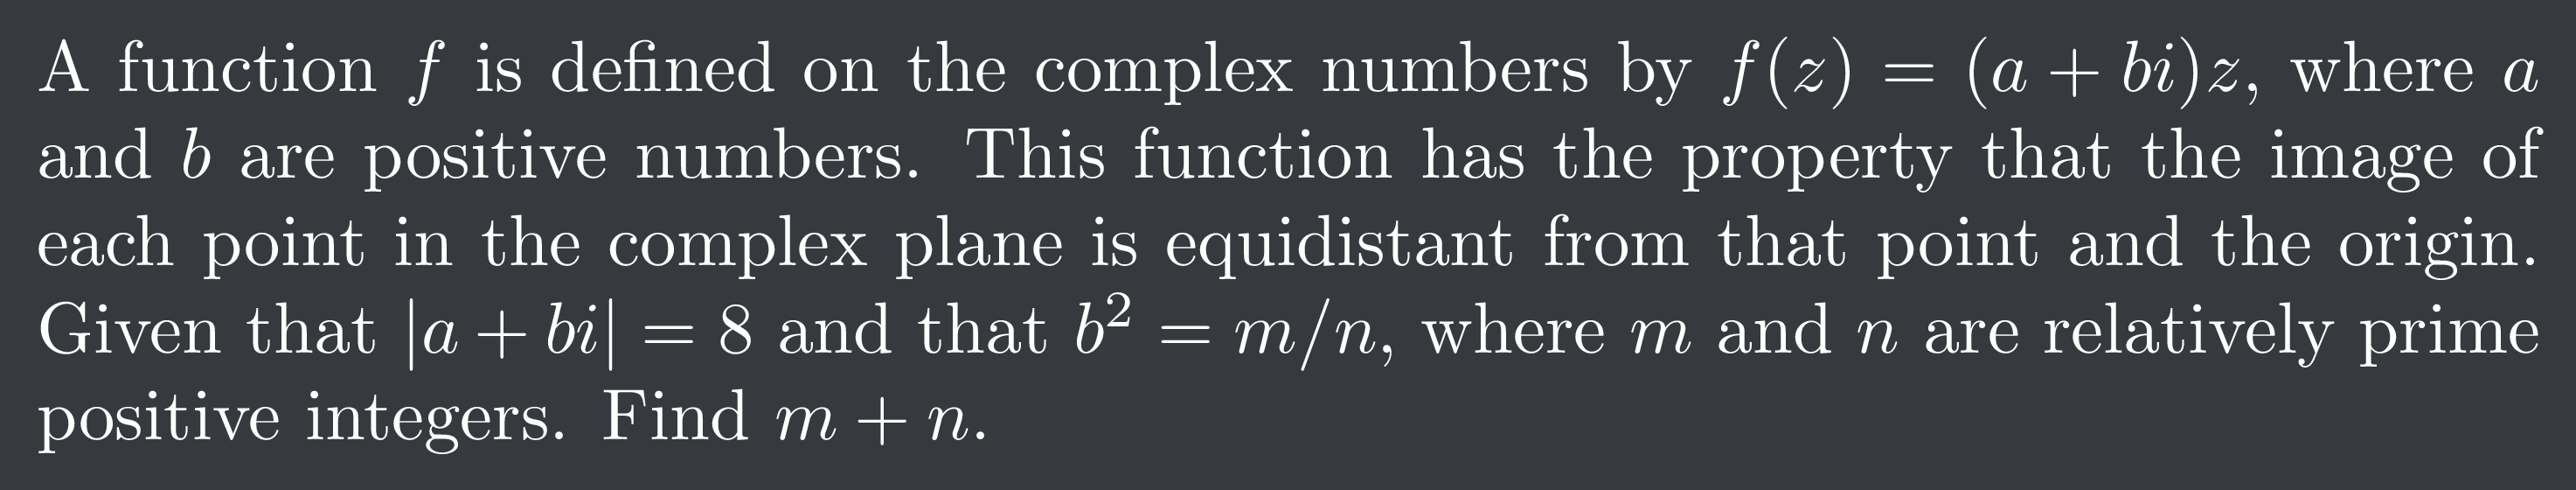 A function f is defined on the complex numbers by f(z) = (a + bi)z, where a
and b are positive numbers. This function has the property that the image of
each point in the complex plane is equidistant from that point and the origin.
Given that |a + bi| = 8 and that b² = m/n, where m and n are relatively prime
positive integers. Find m + n.